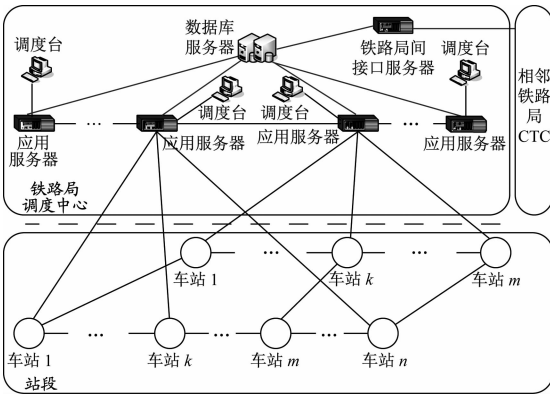 数据库
服务器
调度台
铁路局间
接口服务器
调度台
相邻
铁路
局
CTC
调度台
调度台
应用
服务器
应用服务器
应用服务器
应用服务器
...
...
铁路局
调度中心
...
...
车站 1
车站 k
车站 m
...
...
...
车站 1
车站 k
车站 m
车站 n
站段